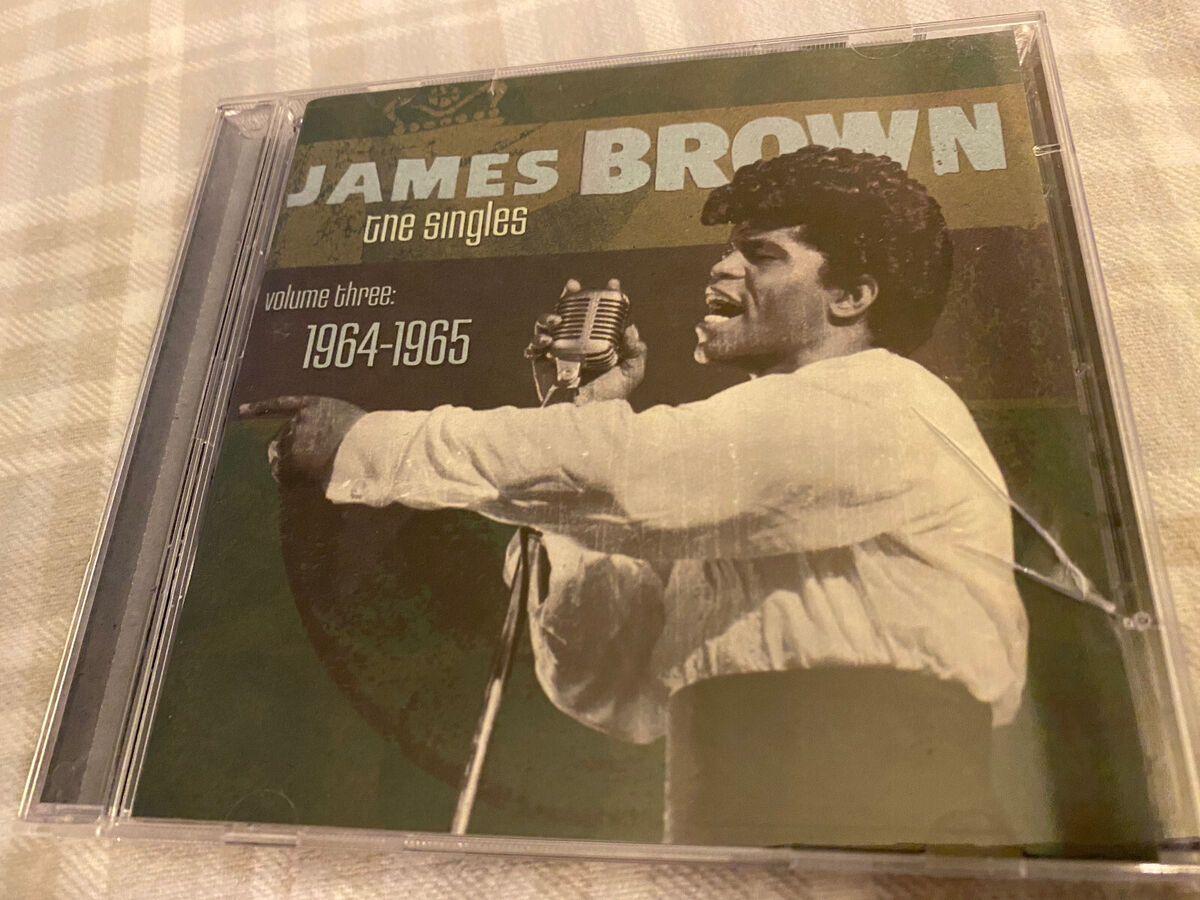 JAMES BROWN
the singles
volume three:
1964-1965